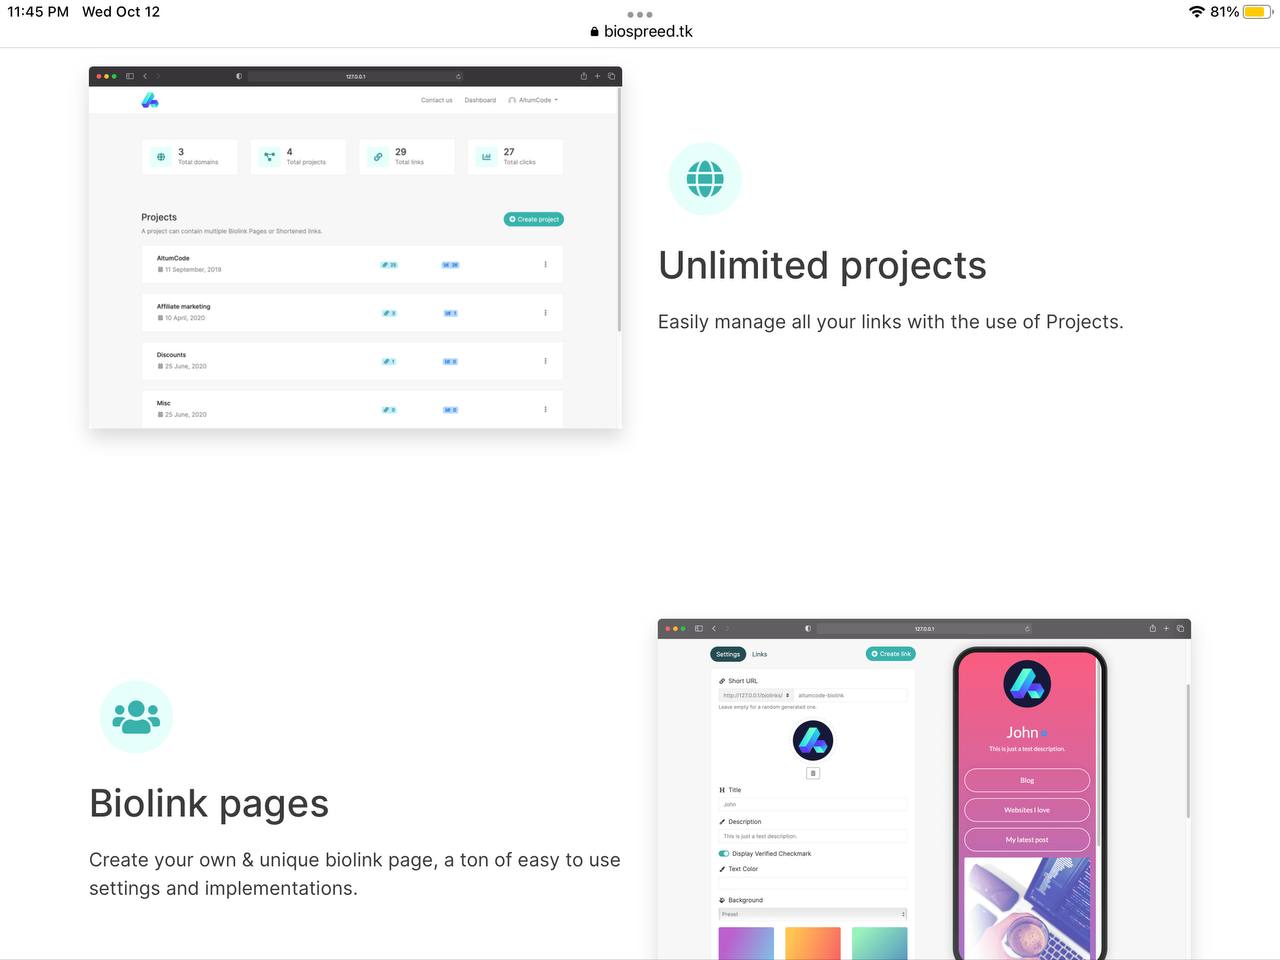 11:45 PM Wed Oct 12
81%
biospreed.tk
127.0.0.1
Contact us Dashboard AltumCode
3
Total domains
4
Total projects
29
Total links
27
Total clicks
Projects
Create project
A project can contain multiple Biolink Pages or Shortened links.
AltumCode
11 September, 2019
Affiliate marketing
10 April, 2020
3 1
Discounts
25 June, 2020
1 0
Misc
25 June, 2020
0 0
Unlimited projects
Easily manage all your links with the use of Projects.
Biolink pages
Create your own & unique biolink page, a ton of easy to use
settings and implementations.
127.0.0.1
Settings Links
Create link
Short URL
http://127.0.0.1/biolinks/ altumcode-biolink
Leave empty for a random generated one.
Title
John
Description
This is just a test description.
Display Verified Checkmark
Text Color
Background
Preset
John
This is just a test description.
Blog
Websites I love
My latest post